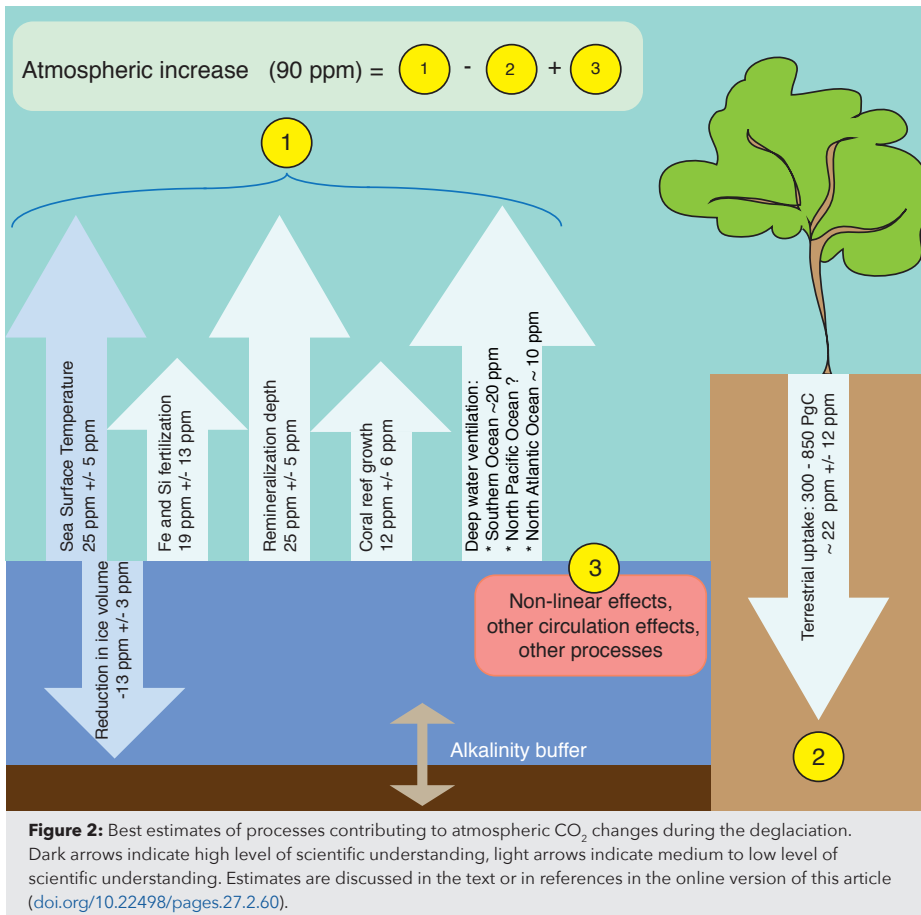 Atmospheric increase (90 ppm) = 1 - 2 + 3
1
Sea Surface Temperature
25 ppm +/- 5 ppm
Fe and Si fertilization
19 ppm +/- 13 ppm
Remineralization depth
25 ppm +/- 5 ppm
Coral reef growth
12 ppm +/- 6 ppm
Deep water ventilation:
* Southern Ocean ~20 ppm
* North Pacific Ocean ?
* North Atlantic Ocean ~ 10 ppm
Reduction in ice volume
-13 ppm +/- 3 ppm
3
Non-linear effects,
other circulation effects,
other processes
Terrestrial uptake: 300 - 850 PgC
~ 22 ppm +/- 12 ppm
2
Alkalinity buffer
Figure 2: Best estimates of processes contributing to atmospheric CO₂ changes during the deglaciation.
Dark arrows indicate high level of scientific understanding, light arrows indicate medium to low level of
scientific understanding. Estimates are discussed in the text or in references in the online version of this article
(doi.org/10.22498/pages.27.2.60).